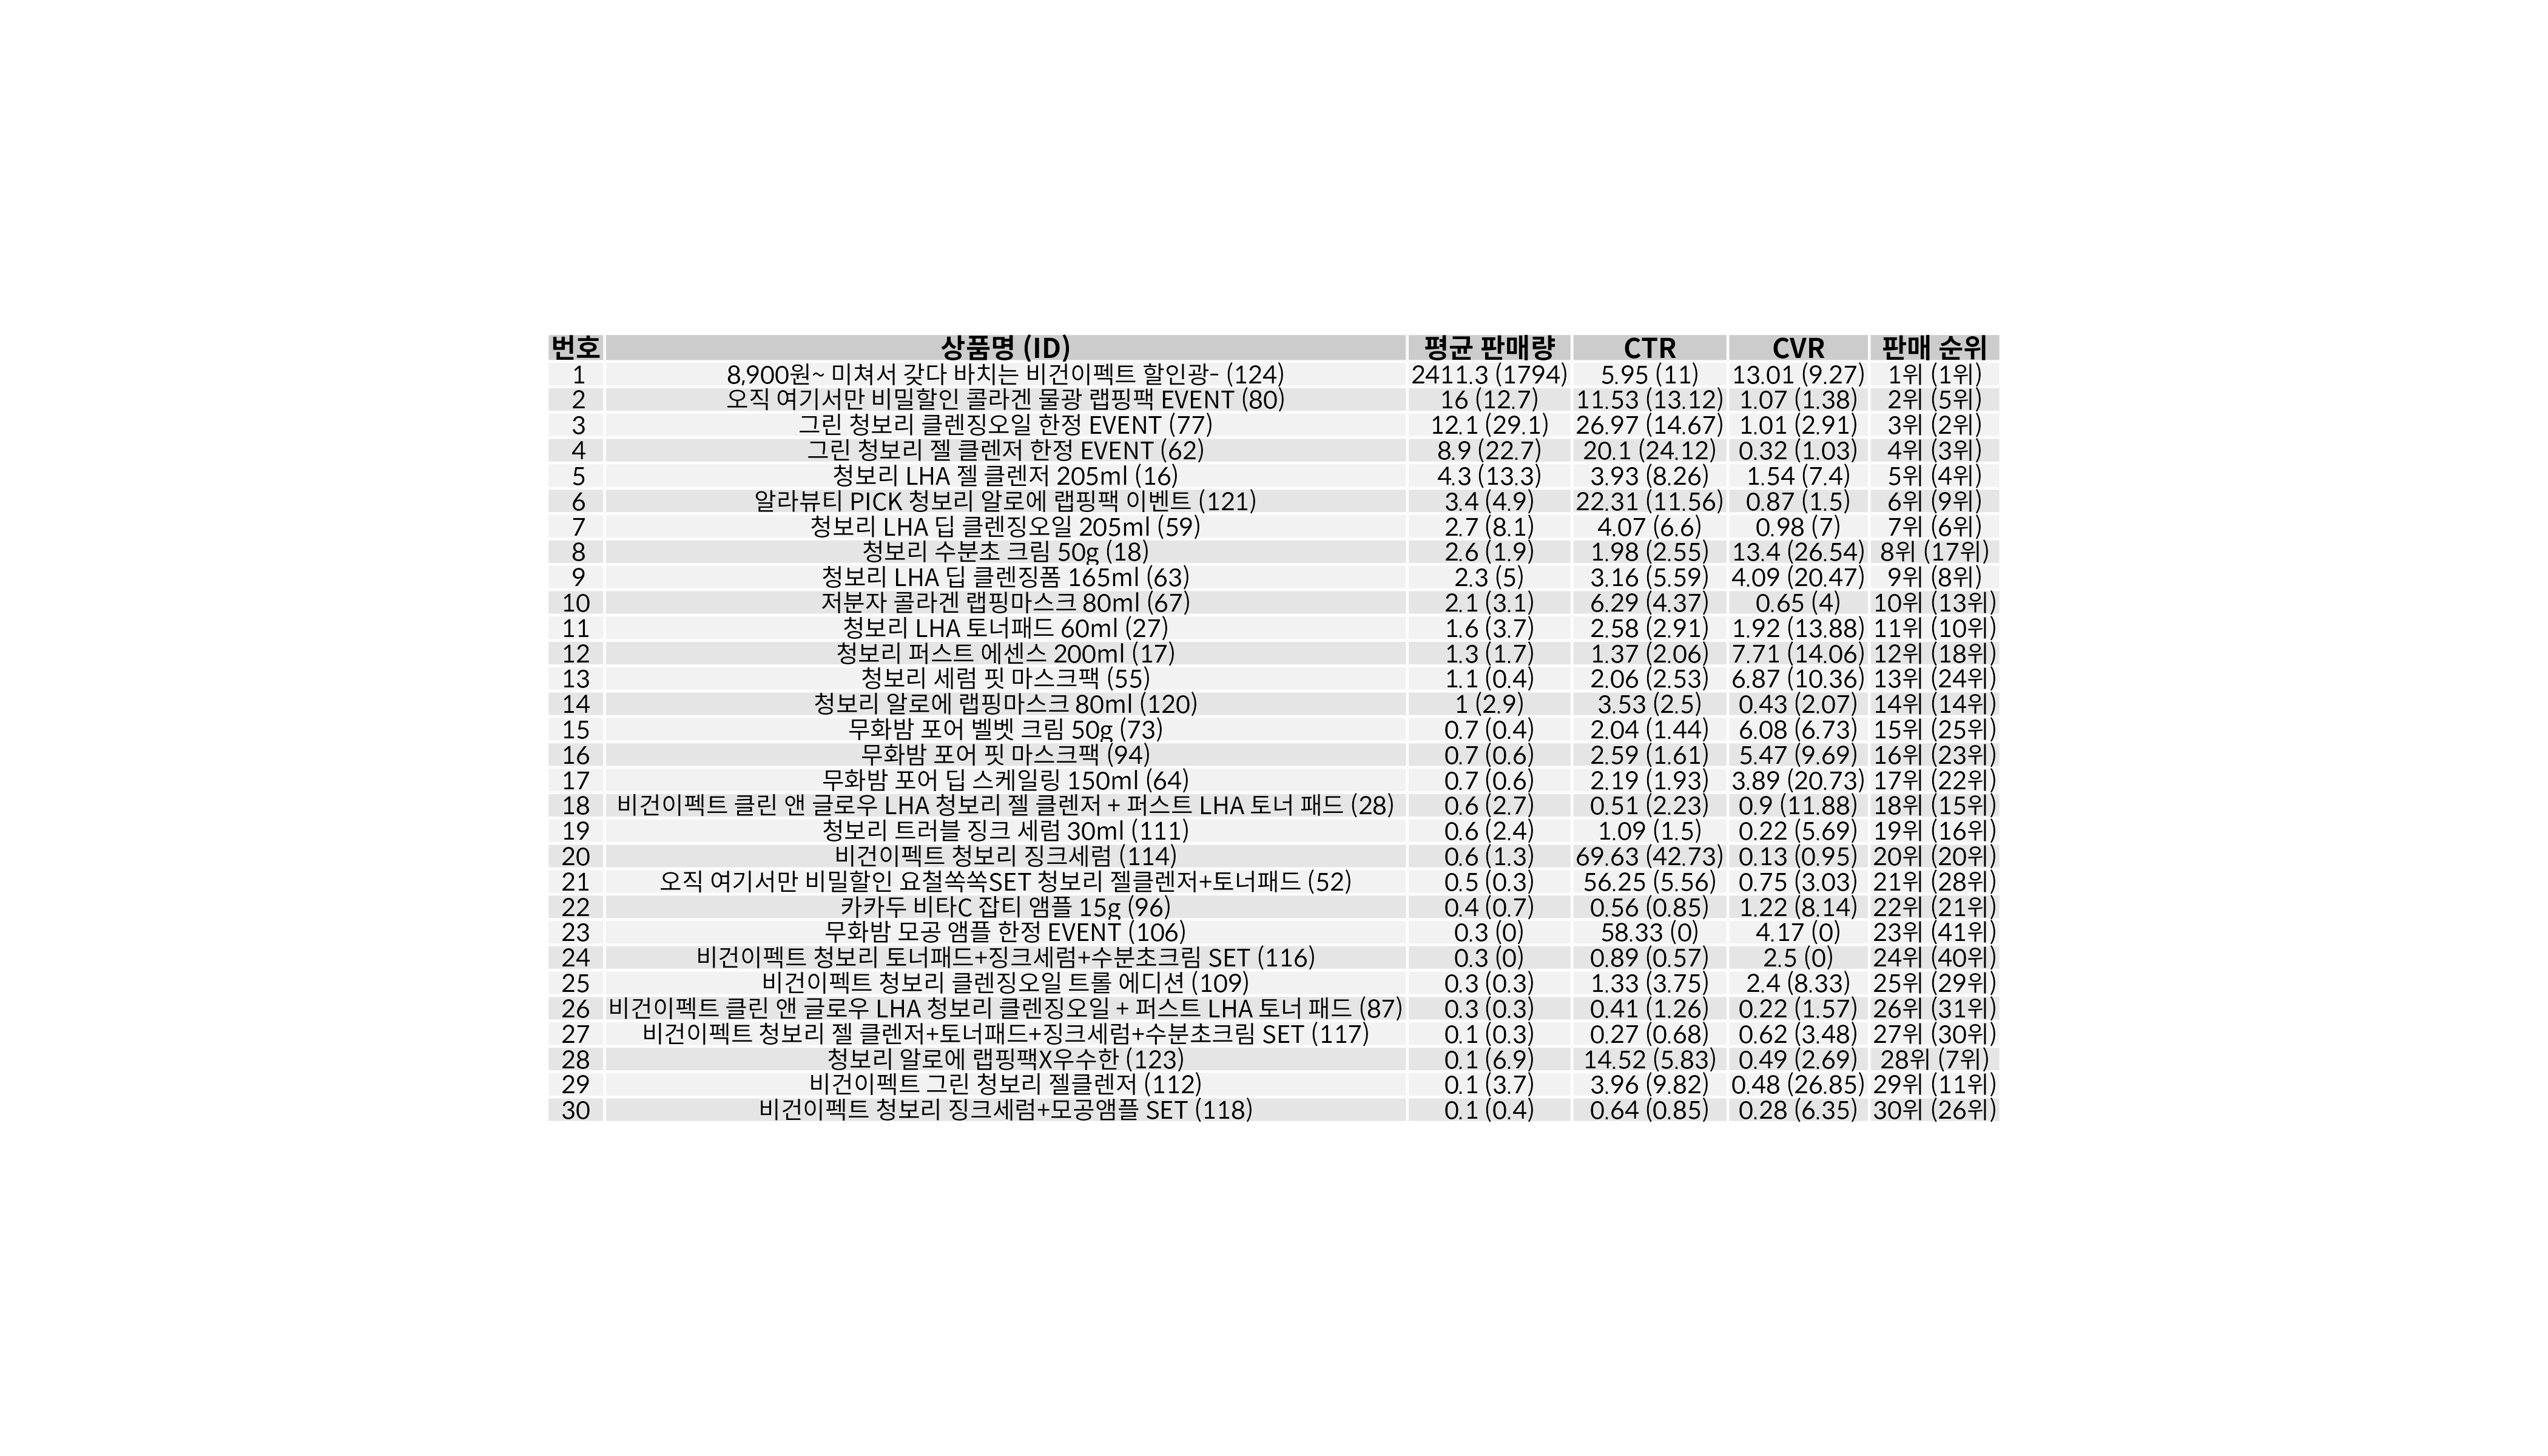 번호 상품명 (ID) 평균 판매량 CTR CVR 판매 순위
1 8,900원~ 미쳐서 갖다 바치는 비건이펙트 할인광- (124) 2411.3 (1794) 5.95 (11) 13.01 (9.27) 1위 (1위)
2 오직 여기서만 비밀할인 콜라겐 물광 랩핑팩 EVENT (80) 16 (12.7) 11.53 (13.12) 1.07 (1.38) 2위 (5위)
3 그린 청보리 클렌징오일 한정 EVENT (77) 12.1 (29.1) 26.97 (14.67) 1.01 (2.91) 3위 (2위)
4 그린 청보리 젤 클렌저 한정 EVENT (62) 8.9 (22.7) 20.1 (24.12) 0.32 (1.03) 4위 (3위)
5 청보리 LHA 젤 클렌저 205ml (16) 4.3 (13.3) 3.93 (8.26) 1.54 (7.4) 5위 (4위)
6 알라뷰티 PICK 청보리 알로에 랩핑팩 이벤트 (121) 3.4 (4.9) 22.31 (11.56) 0.87 (1.5) 6위 (9위)
7 청보리 LHA 딥 클렌징오일 205ml (59) 2.7 (8.1) 4.07 (6.6) 0.98 (7) 7위 (6위)
8 청보리 수분초 크림 50g (18) 2.6 (1.9) 1.98 (2.55) 13.4 (26.54) 8위 (17위)
9 청보리 LHA 딥 클렌징폼 165ml (63) 2.3 (5) 3.16 (5.59) 4.09 (20.47) 9위 (8위)
10 저분자 콜라겐 랩핑마스크 80ml (67) 2.1 (3.1) 6.29 (4.37) 0.65 (4) 10위 (13위)
11 청보리 LHA 토너패드 60ml (27) 1.6 (3.7) 2.58 (2.91) 1.92 (13.88) 11위 (10위)
12 청보리 퍼스트 에센스 200ml (17) 1.3 (1.7) 1.37 (2.06) 7.71 (14.06) 12위 (18위)
13 청보리 세럼 핏 마스크팩 (55) 1.1 (0.4) 2.06 (2.53) 6.87 (10.36) 13위 (24위)
14 청보리 알로에 랩핑마스크 80ml (120) 1 (2.9) 3.53 (2.5) 0.43 (2.07) 14위 (14위)
15 무화밤 포어 벨벳 크림 50g (73) 0.7 (0.4) 2.04 (1.44) 6.08 (6.73) 15위 (25위)
16 무화밤 포어 핏 마스크팩 (94) 0.7 (0.6) 2.59 (1.61) 5.47 (9.69) 16위 (23위)
17 무화밤 포어 딥 스케일링 150ml (64) 0.7 (0.6) 2.19 (1.93) 3.89 (20.73) 17위 (22위)
18 비건이펙트 클린 앤 글로우 LHA 청보리 젤 클렌저 + 퍼스트 LHA 토너 패드 (28) 0.6 (2.7) 0.51 (2.23) 0.9 (11.88) 18위 (15위)
19 청보리 트러블 징크 세럼 30ml (111) 0.6 (2.4) 1.09 (1.5) 0.22 (5.69) 19위 (16위)
20 비건이펙트 청보리 징크세럼 (114) 0.6 (1.3) 69.63 (42.73) 0.13 (0.95) 20위 (20위)
21 오직 여기서만 비밀할인 요철쏙쏙SET 청보리 젤클렌저+토너패드 (52) 0.5 (0.3) 56.25 (5.56) 0.75 (3.03) 21위 (28위)
22 카카두 비타C 잡티 앰플 15g (96) 0.4 (0.7) 0.56 (0.85) 1.22 (8.14) 22위 (21위)
23 무화밤 모공 앰플 한정 EVENT (106) 0.3 (0) 58.33 (0) 4.17 (0) 23위 (41위)
24 비건이펙트 청보리 토너패드+징크세럼+수분초크림 SET (116) 0.3 (0) 0.89 (0.57) 2.5 (0) 24위 (40위)
25 비건이펙트 청보리 클렌징오일 트롤 에디션 (109) 0.3 (0.3) 1.33 (3.75) 2.4 (8.33) 25위 (29위)
26 비건이펙트 클린 앤 글로우 LHA 청보리 클렌징오일 + 퍼스트 LHA 토너 패드 (87) 0.3 (0.3) 0.41 (1.26) 0.22 (1.57) 26위 (31위)
27 비건이펙트 청보리 젤 클렌저+토너패드+징크세럼+수분초크림 SET (117) 0.1 (0.3) 0.27 (0.68) 0.62 (3.48) 27위 (30위)
28 청보리 알로에 랩핑팩X우수한 (123) 0.1 (6.9) 14.52 (5.83) 0.49 (2.69) 28위 (7위)
29 비건이펙트 그린 청보리 젤클렌저 (112) 0.1 (3.7) 3.96 (9.82) 0.48 (26.85) 29위 (11위)
30 비건이펙트 청보리 징크세럼+모공앰플 SET (118) 0.1 (0.4) 0.64 (0.85) 0.28 (6.35) 30위 (26위)